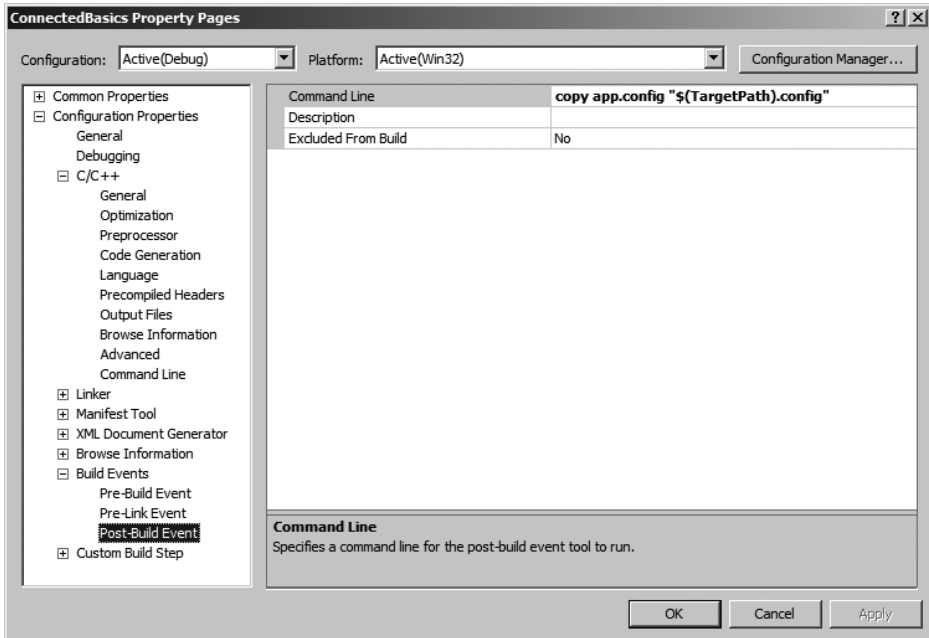 ConnectedBasics Property Pages
Configuration: Active(Debug) Platform: Active(Win32) Configuration Manager...
Common Properties
Configuration Properties
General
Debugging
C/C++
General
Optimization
Preprocessor
Code Generation
Language
Precompiled Headers
Output Files
Browse Information
Advanced
Command Line
Linker
Manifest Tool
XML Document Generator
Browse Information
Build Events
Pre-Build Event
Pre-Link Event
Post-Build Event
Custom Build Step
Command Line copy app.config "$(TargetPath).config"
Description
Excluded From Build No
Command Line
Specifies a command line for the post-build event tool to run.
OK Cancel Apply